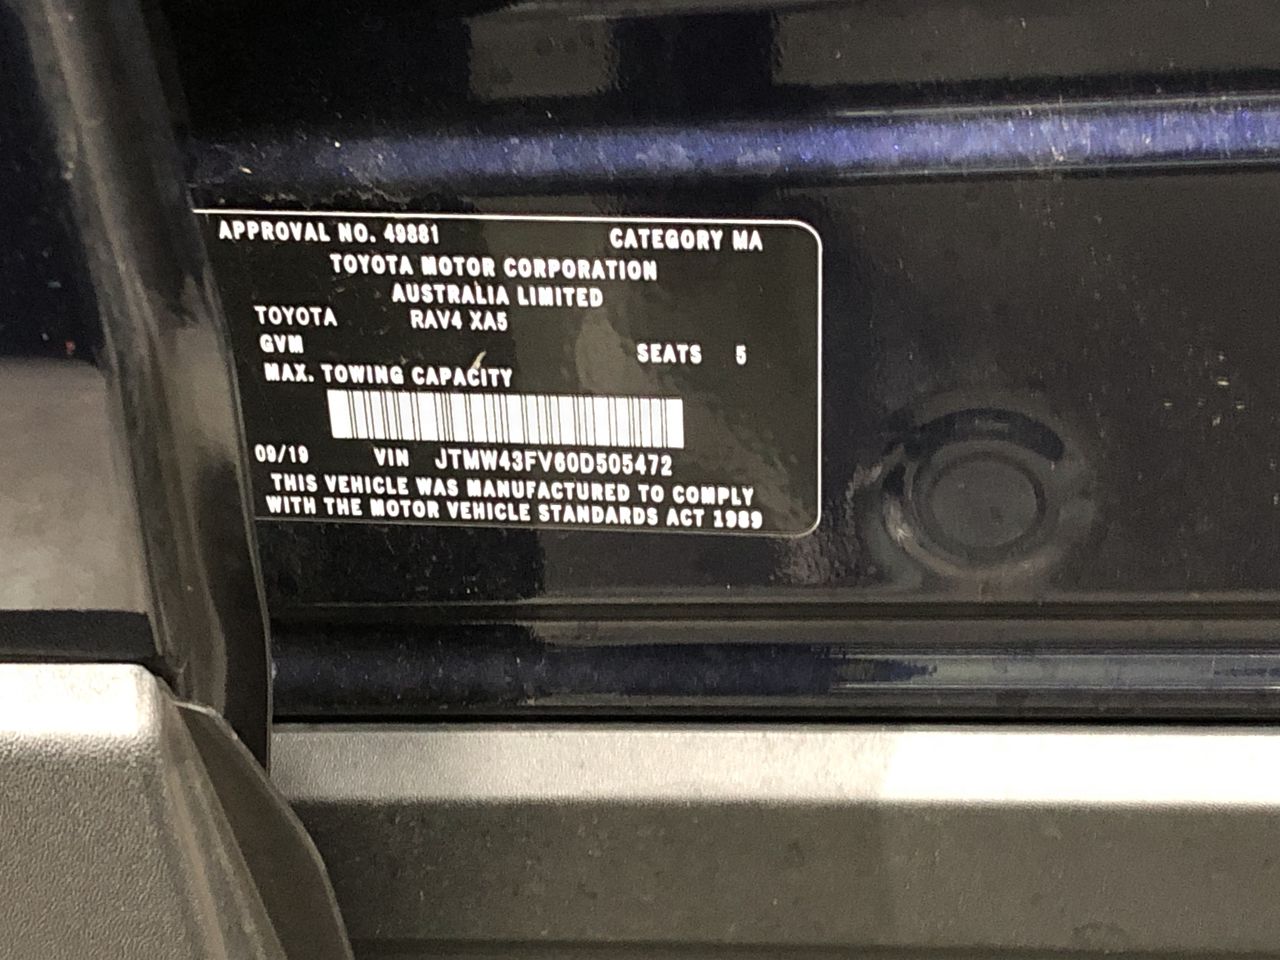 APPROVAL NO. 49881 CATEGORY MA
TOYOTA MOTOR CORPORATION
AUSTRALIA LIMITED
TOYOTA RAV4 XA5
GVM SEATS 5
MAX. TOWING CAPACITY
09/19 VIN JTMW43FV60D505472
THIS VEHICLE WAS MANUFACTURED TO COMPLY
WITH THE MOTOR VEHICLE STANDARDS ACT 1989